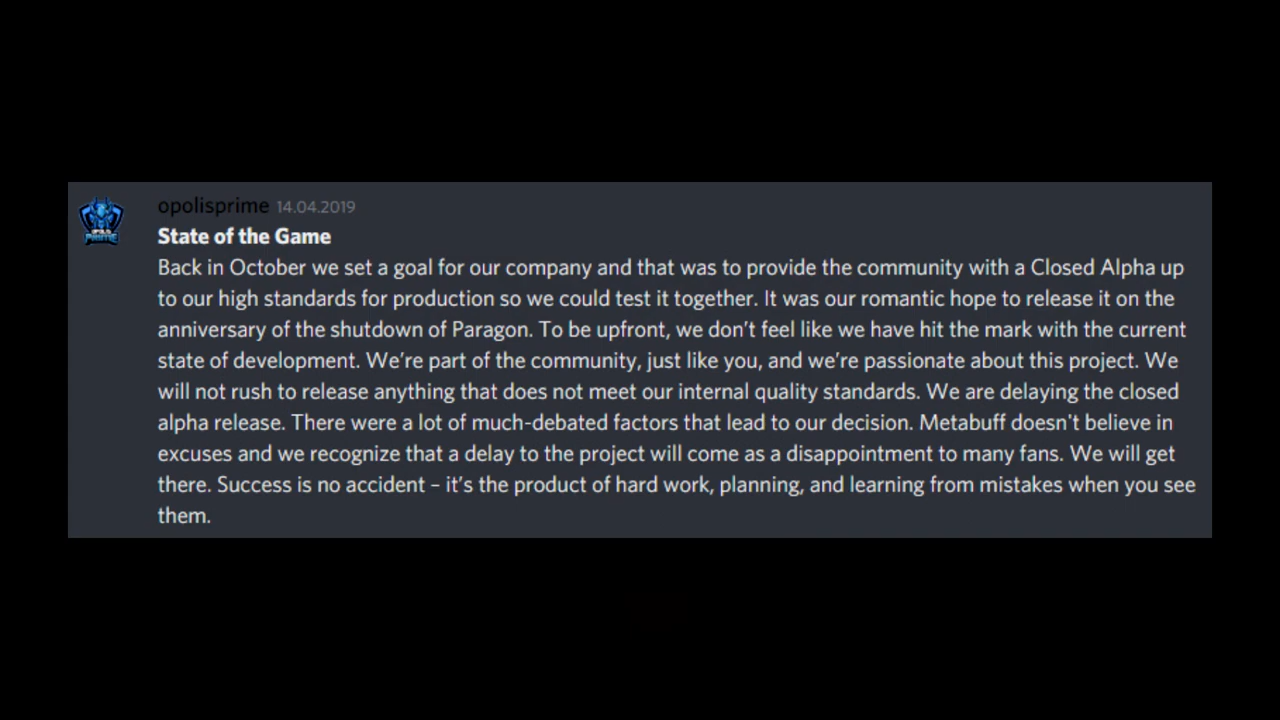 opolisprime 14.04.2019
State of the Game
Back in October we set a goal for our company and that was to provide the community with a Closed Alpha up
to our high standards for production so we could test it together. It was our romantic hope to release it on the
anniversary of the shutdown of Paragon. To be upfront, we don’t feel like we have hit the mark with the current
state of development. We’re part of the community, just like you, and we’re passionate about this project. We
will not rush to release anything that does not meet our internal quality standards. We are delaying the closed
alpha release. There were a lot of much-debated factors that lead to our decision. Metabuff doesn't believe in
excuses and we recognize that a delay to the project will come as a disappointment to many fans. We will get
there. Success is no accident – it’s the product of hard work, planning, and learning from mistakes when you see
them.
PRIME